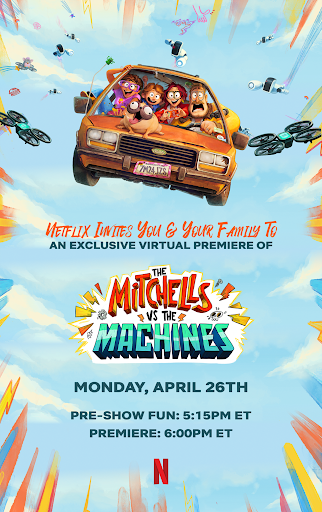 Netflix Invites You & Your Family To
AN EXCLUSIVE VIRTUAL PREMIERE OF
THE
MITCHELLS
VS THE
MACHINES
MONDAY, APRIL 26TH
PRE-SHOW FUN: 5:15PM ET
PREMIERE: 6:00PM ET
N